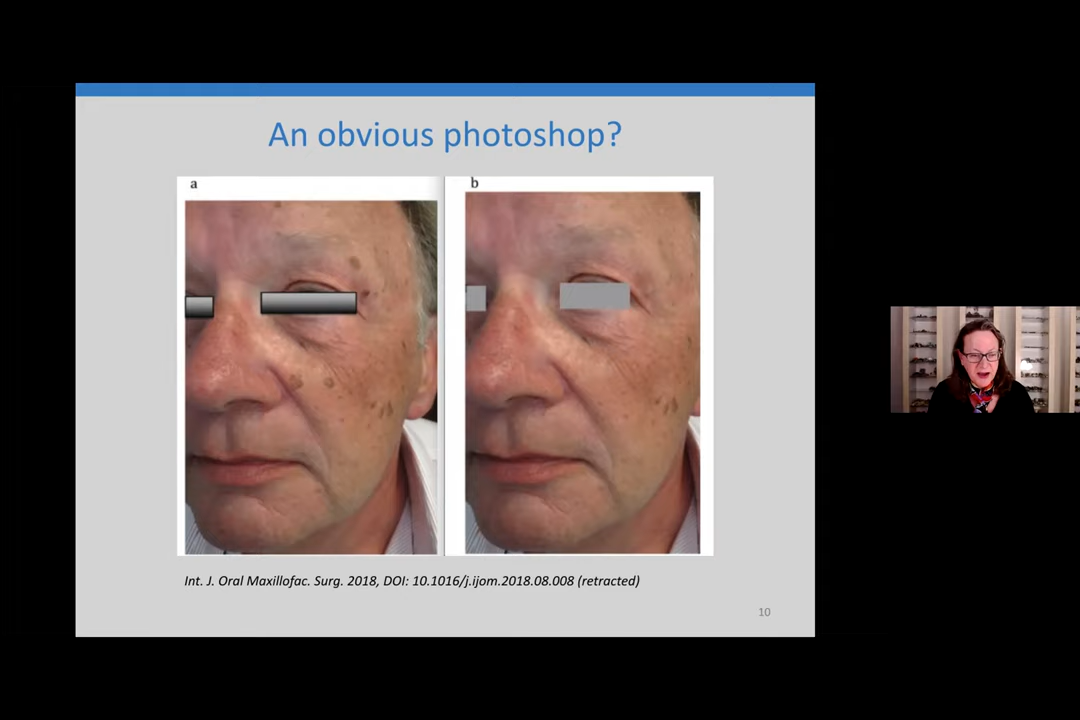 An obvious photoshop?
a
b
Int. J. Oral Maxillofac. Surg. 2018, DOI: 10.1016/j.ijom.2018.08.008 (retracted)
10